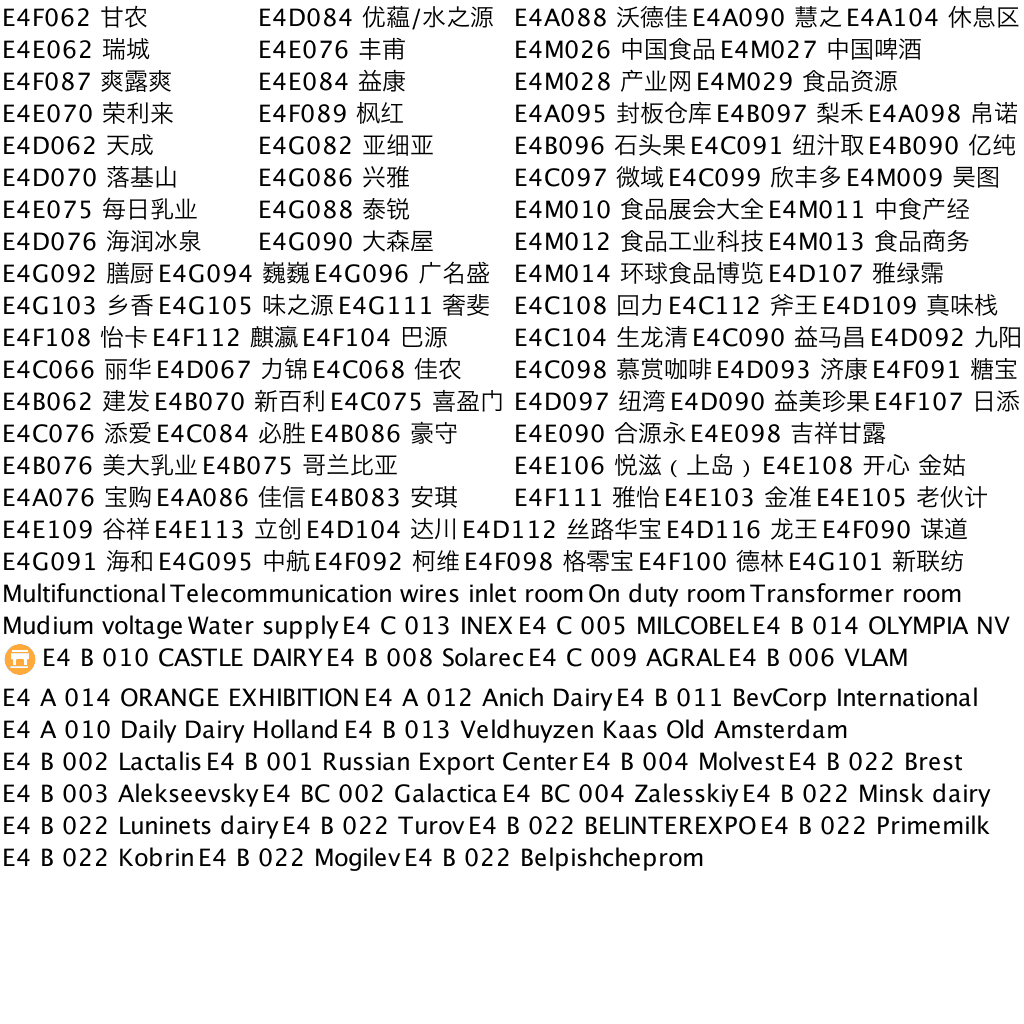 E4F062 甘农 E4D084 优蕴/水之源 E4A088 沃德佳 E4A090 慧之 E4A104 休息区
E4E062 瑞城 E4E076 丰甫 E4M026 中国食品 E4M027 中国啤酒
E4F087 爽露爽 E4E084 益康 E4M028 产业网 E4M029 食品资源
E4E070 荣利来 E4F089 枫红 E4A095 封板仓库 E4B097 梨禾 E4A098 帛诺
E4D062 天成 E4G082 亚细亚 E4B096 石头果 E4C091 纽汁取 E4B090 亿纯
E4D070 落基山 E4G086 兴雅 E4C097 微域 E4C099 欣丰多 E4M009 昊图
E4E075 每日乳业 E4G088 泰锐 E4M010 食品展会大全 E4M011 中食产经
E4D076 海润冰泉 E4G090 大森屋 E4M012 食品工业科技 E4M013 食品商务
E4G092 膳厨 E4G094 巍巍 E4G096 广名盛 E4M014 环球食品博览 E4D107 雅绿霈
E4G103 乡香 E4G105 味之源 E4G111 奢斐 E4C108 回力 E4C112 斧王 E4D109 真味栈
E4F108 怡卡 E4F112 麒瀛 E4F104 巴源 E4C104 生龙清 E4C090 益马昌 E4D092 九阳
E4C066 丽华 E4D067 力锦 E4C068 佳农 E4C098 慕赏咖啡 E4D093 济康 E4F091 糖宝
E4B062 建发 E4B070 新百利 E4C075 喜盈门 E4D097 纽湾 E4D090 益美珍果 E4F107 日添
E4C076 添爱 E4C084 必胜 E4B086 豪守 E4E090 合源永 E4E098 吉祥甘露
E4B076 美大乳业 E4B075 哥兰比亚 E4E106 悦滋（上岛） E4E108 开心 金姑
E4A076 宝购 E4A086 佳信 E4B083 安琪 E4F111 雅怡 E4E103 金准 E4E105 老伙计
E4E109 谷祥 E4E113 立创 E4D104 达川 E4D112 丝路华宝 E4D116 龙王 E4F090 谋道
E4G091 海和 E4G095 中航 E4F092 柯维 E4F098 格零宝 E4F100 德林 E4G101 新联纺
Multifunctional Telecommunication wires inlet room On duty room Transformer room
Mudium voltage Water supply E4 C 013 INEX E4 C 005 MILCOBEL E4 B 014 OLYMPIA NV
E4 B 010 CASTLE DAIRY E4 B 008 Solarec E4 C 009 AGRAL E4 B 006 VLAM
E4 A 014 ORANGE EXHIBITION E4 A 012 Anich Dairy E4 B 011 BevCorp International
E4 A 010 Daily Dairy Holland E4 B 013 Veldhuyzen Kaas Old Amsterdam
E4 B 002 Lactalis E4 B 001 Russian Export Center E4 B 004 Molvest E4 B 022 Brest
E4 B 003 Alekseevsky E4 BC 002 Galactica E4 BC 004 Zalesskiy E4 B 022 Minsk dairy
E4 B 022 Luninets dairy E4 B 022 Turov E4 B 022 BELINTEREXPO E4 B 022 Primemilk
E4 B 022 Kobrin E4 B 022 Mogilev E4 B 022 Belpishcheprom